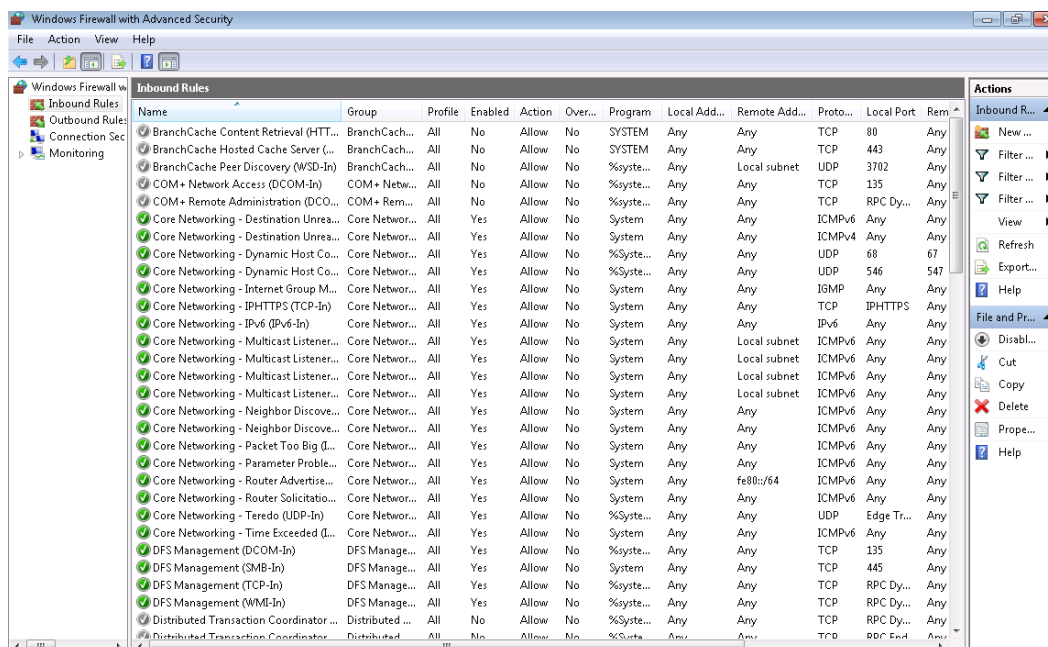 Windows Firewall with Advanced Security
File Action View Help
Windows Firewall w
Inbound Rules
Outbound Rules
Connection Sec
Monitoring
Inbound Rules
Name Group Profile Enabled Action Over... Program Local Add... Remote Add... Proto... Local Port Rem
BranchCache Content Retrieval (HTT... BranchCach... All No Allow No SYSTEM Any Any TCP 80 Any
BranchCache Hosted Cache Server (... BranchCach... All No Allow No SYSTEM Any Any TCP 443 Any
BranchCache Peer Discovery (WSD-In) BranchCach... All No Allow No %syste... Any Local subnet UDP 3702 Any
COM+ Network Access (DCOM-In) COM+ Netw... All No Allow No %syste... Any Any TCP 135 Any
COM+ Remote Administration (DCO... COM+ Rem... All No Allow No %syste... Any Any TCP RPC Dy... Any
Core Networking - Destination Unrea... Core Networ... All Yes Allow No System Any Any ICMPv6 Any Any
Core Networking - Destination Unrea... Core Networ... All Yes Allow No System Any Any ICMPv4 Any Any
Core Networking - Dynamic Host Co... Core Networ... All Yes Allow No %Syste... Any Any UDP 68 67
Core Networking - Dynamic Host Co... Core Networ... All Yes Allow No %Syste... Any Any UDP 546 547
Core Networking - Internet Group M... Core Networ... All Yes Allow No System Any Any IGMP Any Any
Core Networking - IPHTTPS (TCP-In) Core Networ... All Yes Allow No System Any Any TCP IPHTTPS Any
Core Networking - IPv6 (IPv6-In) Core Networ... All Yes Allow No System Any Any IPv6 Any Any
Core Networking - Multicast Listener... Core Networ... All Yes Allow No System Any Local subnet ICMPv6 Any Any
Core Networking - Multicast Listener... Core Networ... All Yes Allow No System Any Local subnet ICMPv6 Any Any
Core Networking - Multicast Listener... Core Networ... All Yes Allow No System Any Local subnet ICMPv6 Any Any
Core Networking - Multicast Listener... Core Networ... All Yes Allow No System Any Local subnet ICMPv6 Any Any
Core Networking - Neighbor Discove... Core Networ... All Yes Allow No System Any Any ICMPv6 Any Any
Core Networking - Neighbor Discove... Core Networ... All Yes Allow No System Any Any ICMPv6 Any Any
Core Networking - Packet Too Big (I... Core Networ... All Yes Allow No System Any Any ICMPv6 Any Any
Core Networking - Parameter Proble... Core Networ... All Yes Allow No System Any Any ICMPv6 Any Any
Core Networking - Router Advertise... Core Networ... All Yes Allow No System Any fe80::/64 ICMPv6 Any Any
Core Networking - Router Solicitatio... Core Networ... All Yes Allow No System Any Any ICMPv6 Any Any
Core Networking - Teredo (UDP-In) Core Networ... All Yes Allow No %Syste... Any Any UDP Edge Tr... Any
Core Networking - Time Exceeded (I... Core Networ... All Yes Allow No System Any Any ICMPv6 Any Any
DFS Management (DCOM-In) DFS Manage... All Yes Allow No %syste... Any Any TCP 135 Any
DFS Management (SMB-In) DFS Manage... All Yes Allow No System Any Any TCP 445 Any
DFS Management (TCP-In) DFS Manage... All Yes Allow No %syste... Any Any TCP RPC Dy... Any
DFS Management (WMI-In) DFS Manage... All Yes Allow No %syste... Any Any TCP RPC Dy... Any
Distributed Transaction Coordinator ... Distributed ... All No Allow No %Syste... Any Any TCP RPC Dy... Any
Distributed Transaction Coordinator Distributed All No Allow No %Syste Any Any TCP RPC End Any
Actions
Inbound R...
New ...
Filter ...
Filter ...
Filter ...
View
Refresh
Export...
Help
File and Pr...
Disabl...
Cut
Copy
Delete
Prope...
Help